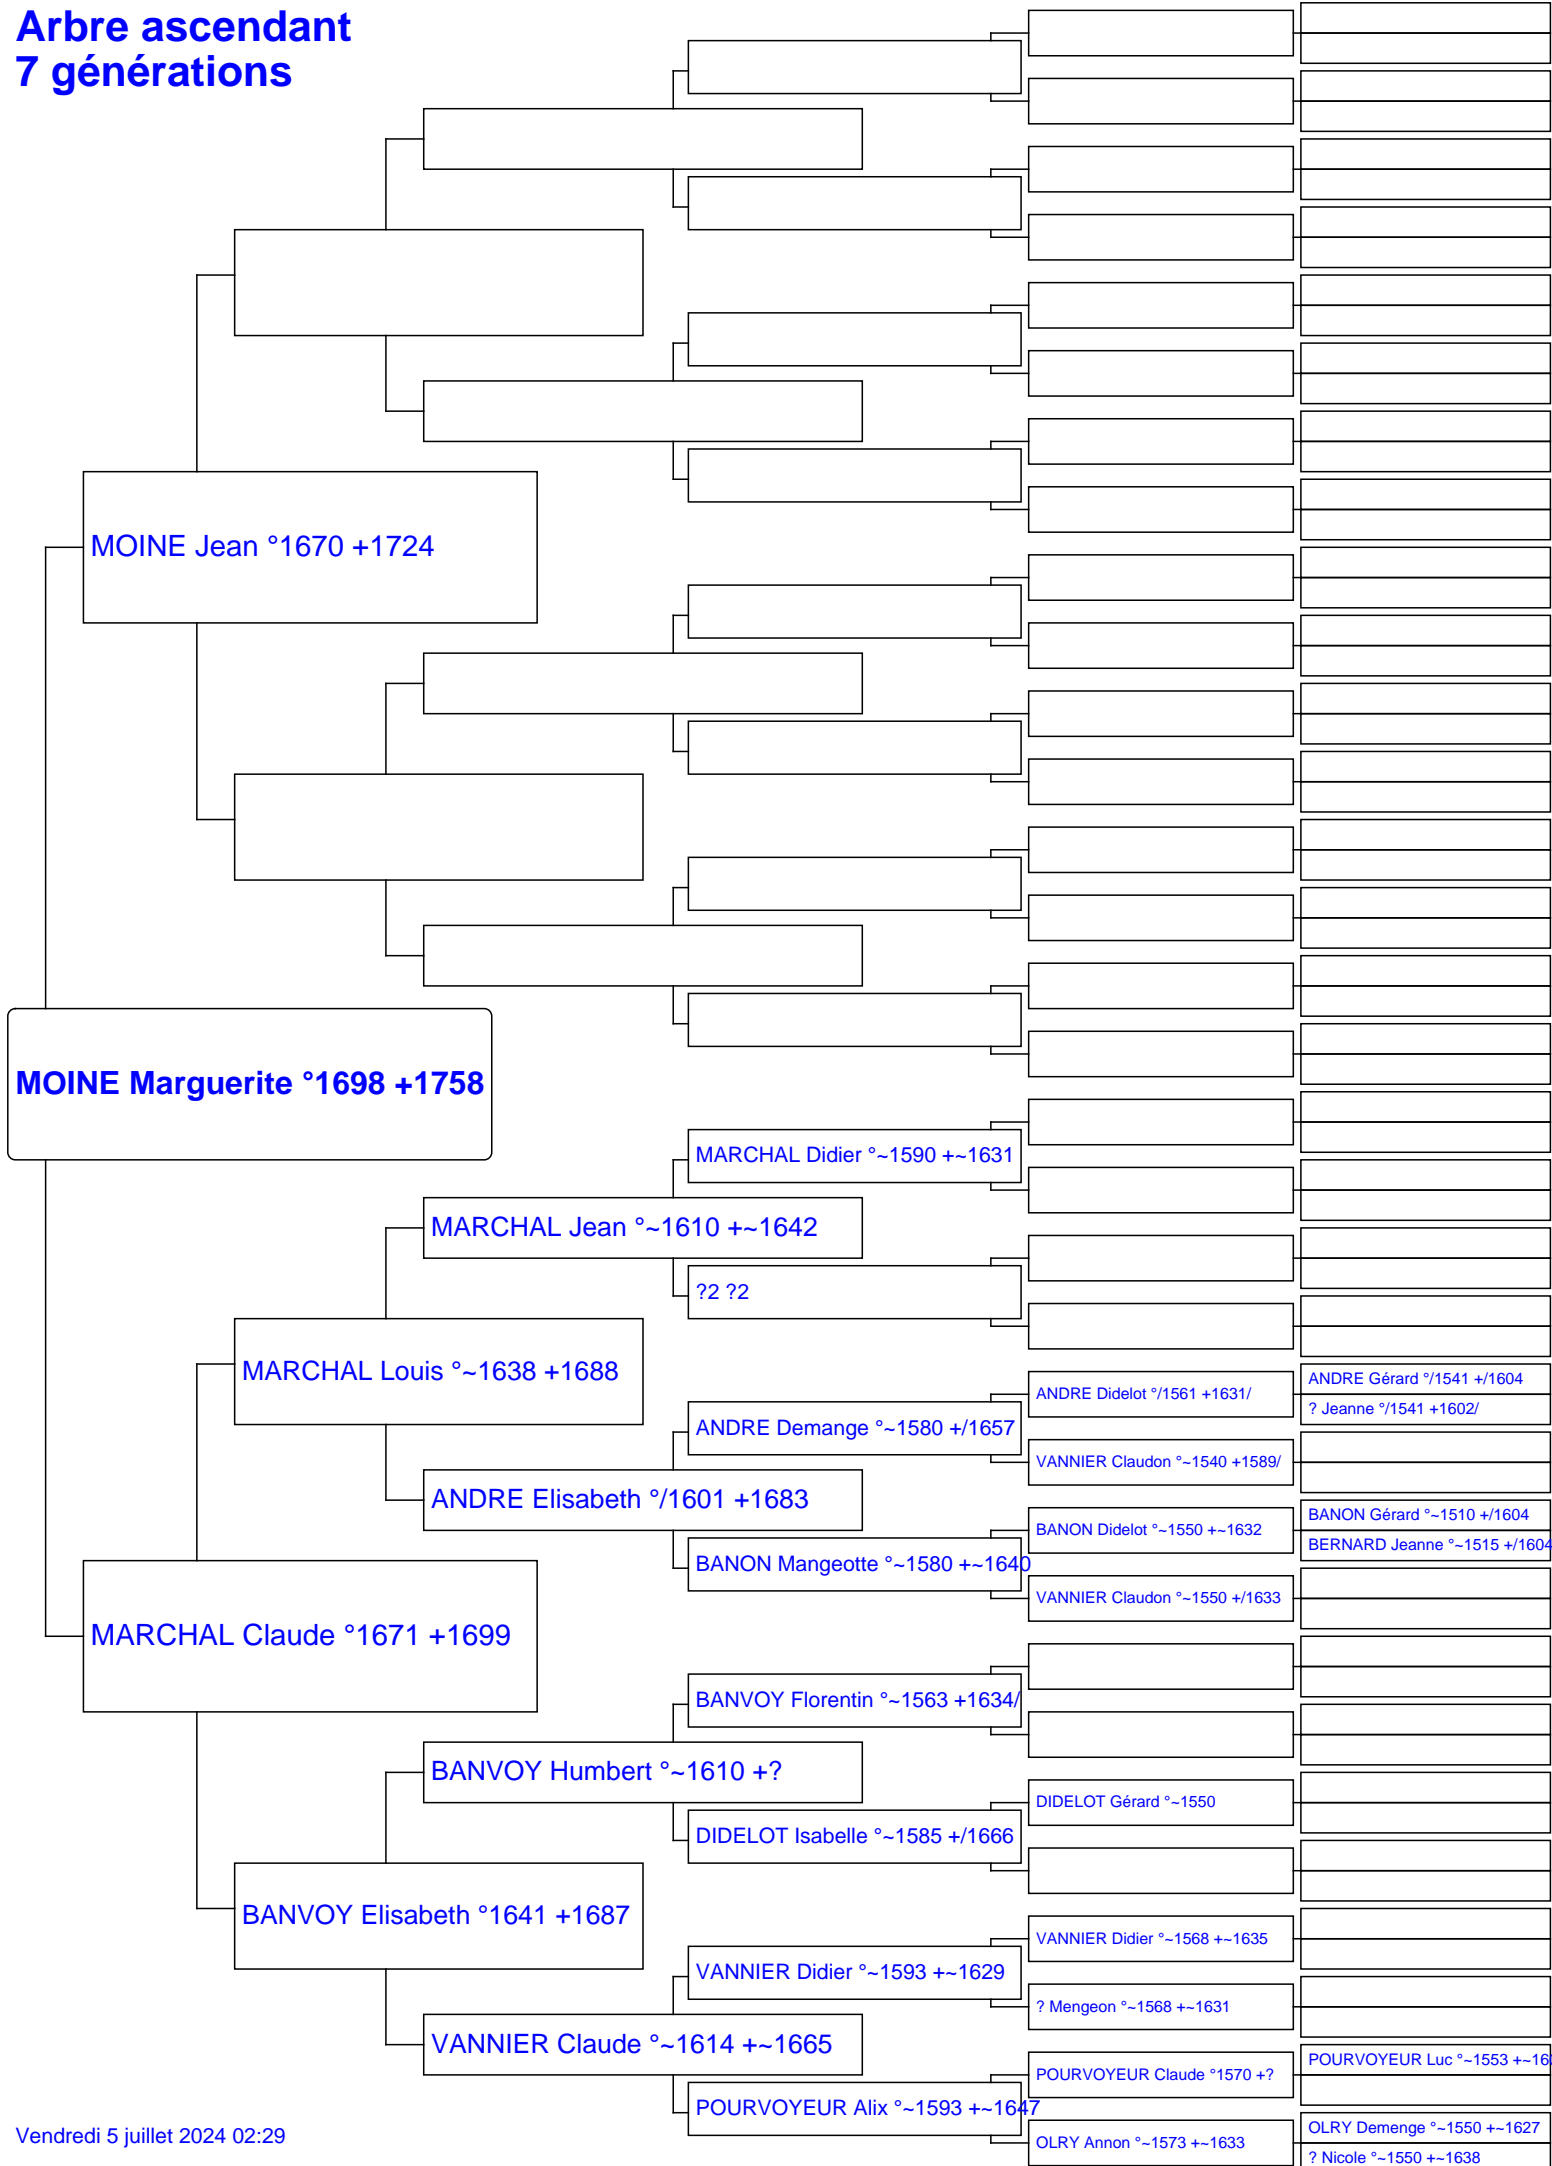 Arbre ascendant
7 générations
MOINE Jean °1670 +1724
MOINE Marguerite °1698 +1758
MARCHAL Didier °~1590 +~1631
MARCHAL Jean °~1610 +~1642
?2 ?2
MARCHAL Louis °~1638 +1688
ANDRE Gérard °/1541 +/1604
ANDRE Didelot °/1561 +1631/
? Jeanne °/1541 +1602/
ANDRE Demange °~1580 +/1657
VANNIER Claudon °~1540 +1589/
ANDRE Elisabeth °/1601 +1683
BANON Gérard °~1510 +/1604
BANON Didelot °~1550 +~1632
BERNARD Jeanne °~1515 +/1604
BANON Mangeotte °~1580 +~1640
VANNIER Claudon °~1550 +/1633
MARCHAL Claude °1671 +1699
BANVOY Florentin °~1563 +1634/
BANVOY Humbert °~1610 +?
DIDELOT Gérard °~1550
DIDELOT Isabelle °~1585 +/1666
BANVOY Elisabeth °1641 +1687
VANNIER Didier °~1568 +~1635
VANNIER Didier °~1593 +~1629
? Mengeon °~1568 +~1631
VANNIER Claude °~1614 +~1665
POURVOYEUR Luc °~1553
POURVOYEUR Claude °1570 +?
POURVOYEUR Alix °~1593 +~1647
OLRY Demenge °~1550 +~1627
OLRY Annon °~1573 +~1633
? Nicole °~1550 +~1638
Vendredi 5 juillet 2024 02:29